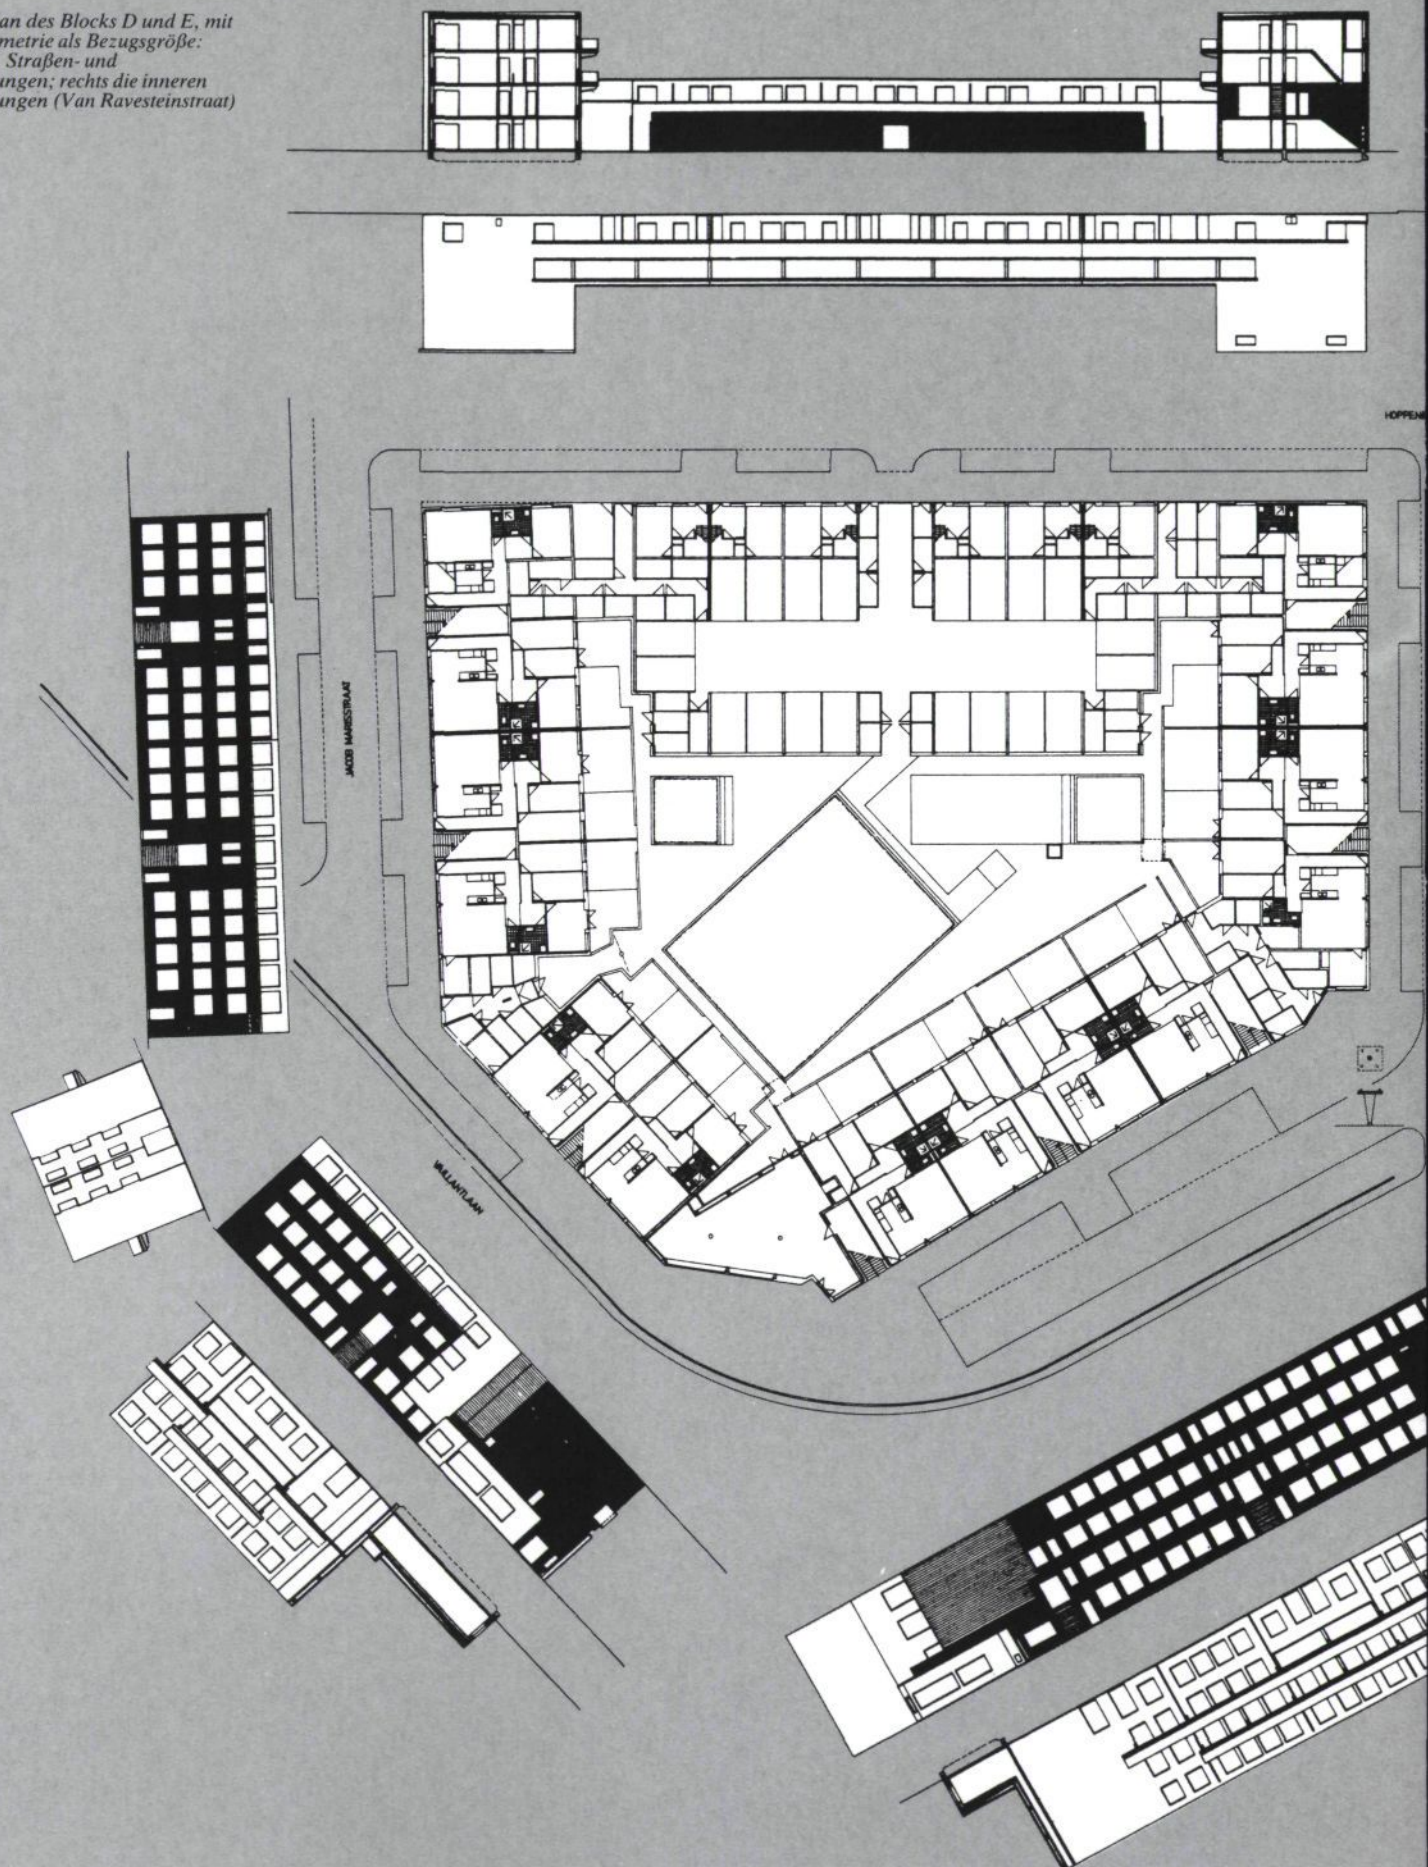 an des Blocks D und E, mit
metrie als Bezugsgröße:
Straßen- und
ungen; rechts die inneren
ungen (Van Ravesteinstraat)
HOPPENB
JACOB MARISSTRAAT
VAILLANTLAAN